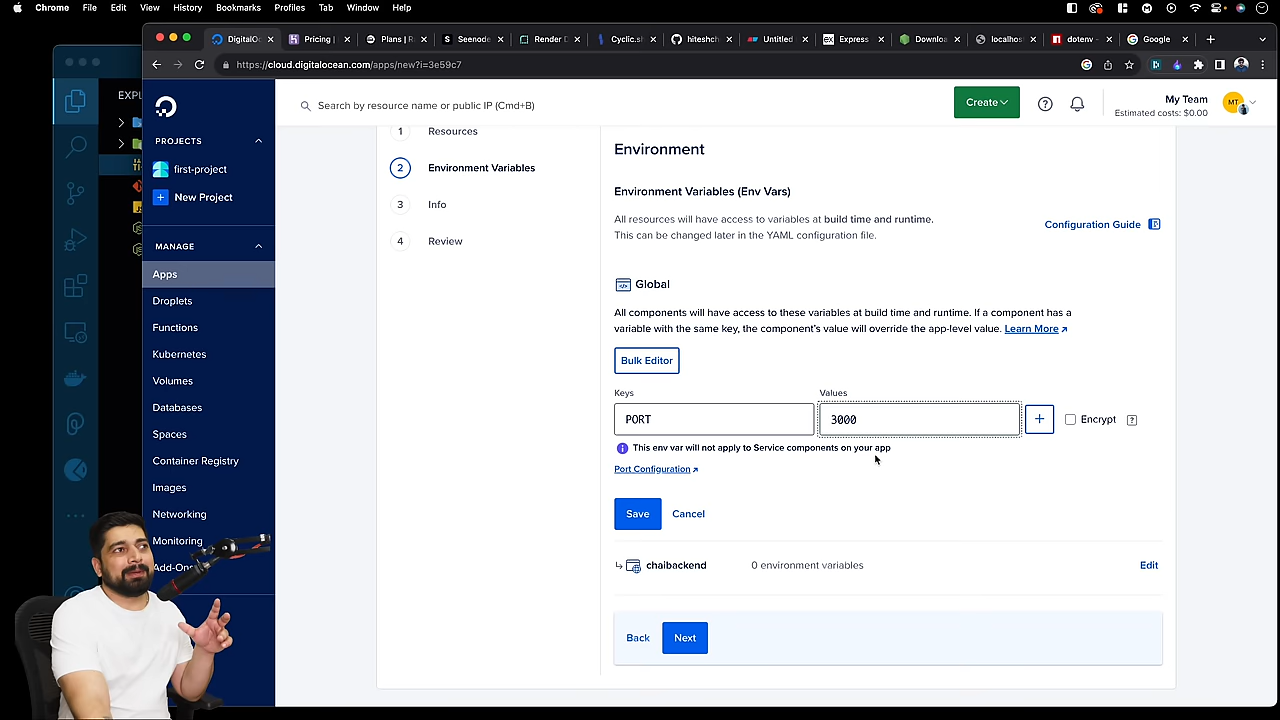 Chrome File Edit View History Bookmarks Profiles Tab Window Help
DigitalO Pricing | Plans | R Seenode Render D Cyclic.sl hiteshch Untitled Express Downloa localhos dotenv - Google
https://cloud.digitalocean.com/apps/new?i=3e59c7
EXPL
Search by resource name or public IP (Cmd+B)
Create
My Team
Estimated costs: $0.00
MT
PROJECTS
first-project
New Project
MANAGE
Apps
Droplets
Functions
Kubernetes
Volumes
Databases
Spaces
Container Registry
Images
Networking
Monitoring
Add-Ons
1 Resources
2 Environment Variables
3 Info
4 Review
Environment
Environment Variables (Env Vars)
All resources will have access to variables at build time and runtime.
This can be changed later in the YAML configuration file.
Configuration Guide
Global
All components will have access to these variables at build time and runtime. If a component has a
variable with the same key, the component's value will override the app-level value. Learn More
Bulk Editor
Keys Values
PORT 3000 + Encrypt ?
This env var will not apply to Service components on your app
Port Configuration
Save Cancel
chaibackend 0 environment variables Edit
Back Next